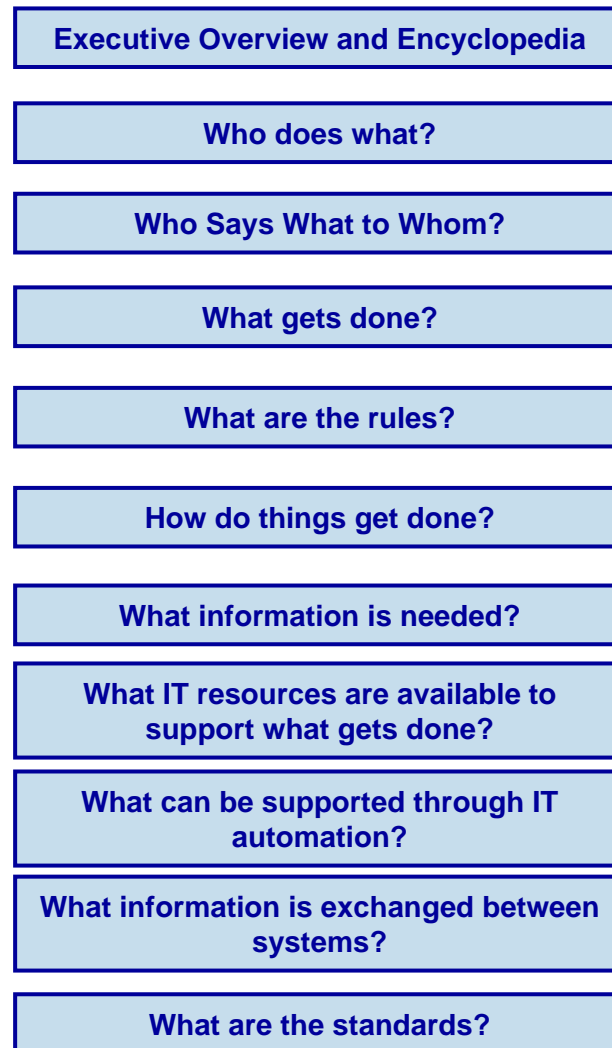 Executive Overview and Encyclopedia
Who does what?
Who Says What to Whom?
What gets done?
What are the rules?
How do things get done?
What information is needed?
What IT resources are available to
support what gets done?
What can be supported through IT
automation?
What information is exchanged between
systems?
What are the standards?